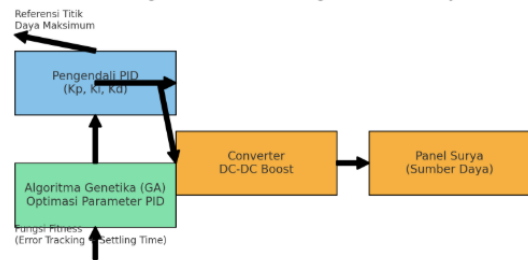 Referensi Titik
Daya Maksimum
Pengendali PID
(Kp, Ki, Kd)
Converter
DC-DC Boost
Panel Surya
(Sumber Daya)
Algoritma Genetika (GA)
Optimasi Parameter PID
Fungsi Fitness
(Error Tracking + Settling Time)